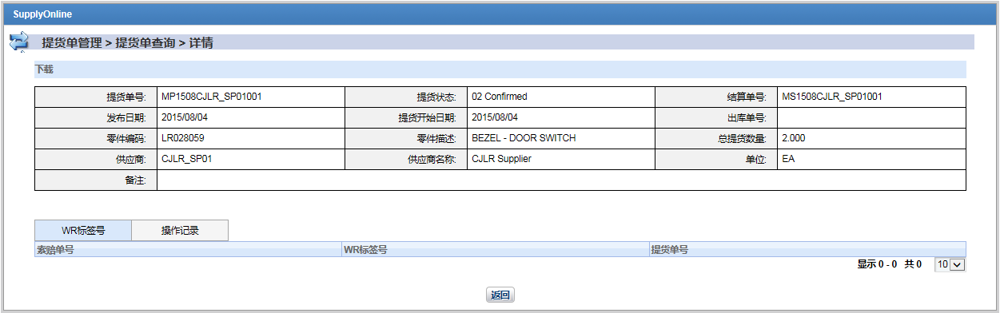 SupplyOnline
提货单管理 > 提货单查询 > 详情
下载
提货单号: MP1508CJLR_SP01001 提货状态: 02 Confirmed 结算单号: MS1508CJLR_SP01001
发布日期: 2015/08/04 提货开始日期: 2015/08/04 出库单号:
零件编码: LR028059 零件描述: BEZEL - DOOR SWITCH 总提货数量: 2.000
供应商: CJLR_SP01 供应商名称: CJLR Supplier 单位: EA
备注:
WR标签号 操作记录
索赔单号 WR标签号 提货单号
显示 0 - 0 共 0 10
返回